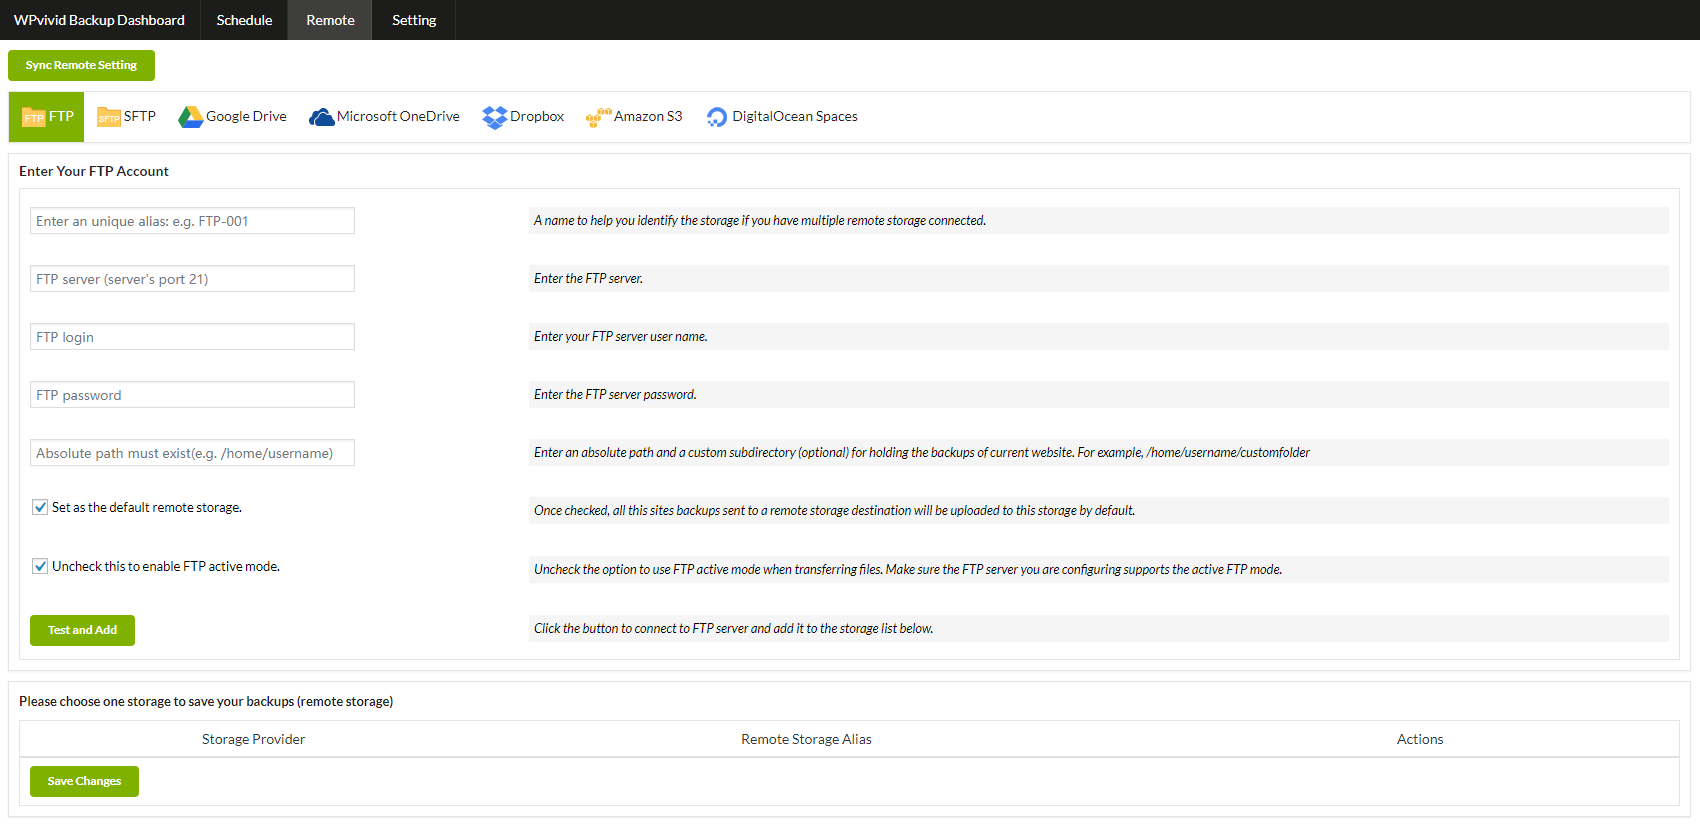 WPvivid Backup Dashboard Schedule Remote Setting
Sync Remote Setting
FTP FTP SFTP SFTP Google Drive Microsoft OneDrive Dropbox Amazon S3 DigitalOcean Spaces
Enter Your FTP Account
Enter an unique alias: e.g. FTP-001 A name to help you identify the storage if you have multiple remote storage connected.
FTP server (server's port 21) Enter the FTP server.
FTP login Enter your FTP server user name.
FTP password Enter the FTP server password.
Absolute path must exist(e.g. /home/username) Enter an absolute path and a custom subdirectory (optional) for holding the backups of current website. For example, /home/username/customfolder
Set as the default remote storage. Once checked, all this sites backups sent to a remote storage destination will be uploaded to this storage by default.
Uncheck this to enable FTP active mode. Uncheck the option to use FTP active mode when transferring files. Make sure the FTP server you are configuring supports the active FTP mode.
Test and Add Click the button to connect to FTP server and add it to the storage list below.
Please choose one storage to save your backups (remote storage)
Storage Provider Remote Storage Alias Actions
Save Changes